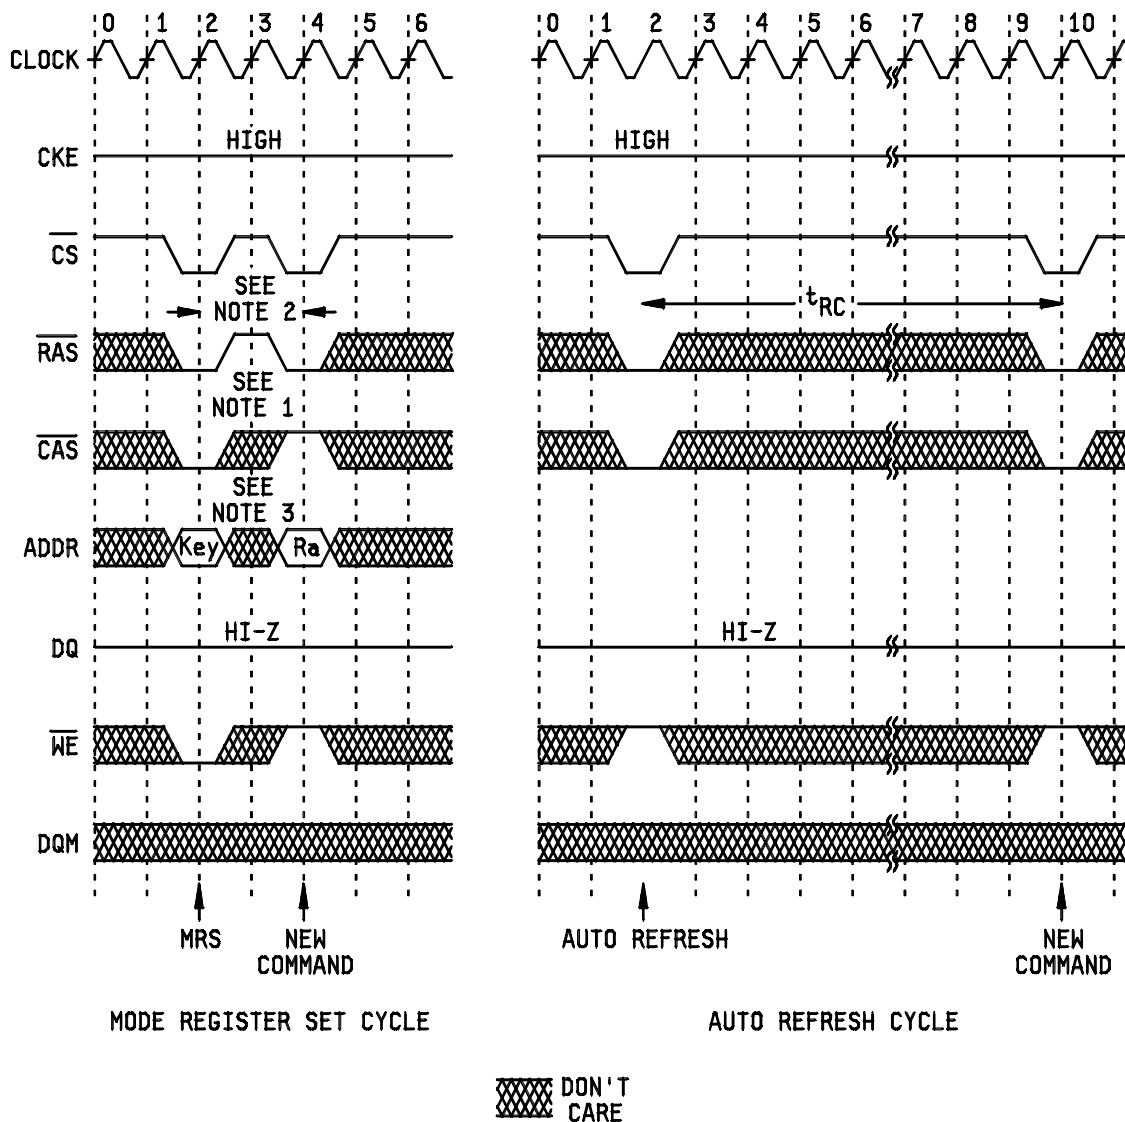 0 1 2 3 4 5 6 0 1 2 3 4 5 6 7 8 9 10
CLOCK
HIGH HIGH
CKE
CS
SEE
NOTE 2
tRC
RAS
SEE
NOTE 1
CAS
SEE
NOTE 3
ADDR Key Ra
HI-Z HI-Z
DQ
WE
DQM
MRS NEW
COMMAND
AUTO REFRESH NEW
COMMAND
MODE REGISTER SET CYCLE
AUTO REFRESH CYCLE
DON'T
CARE